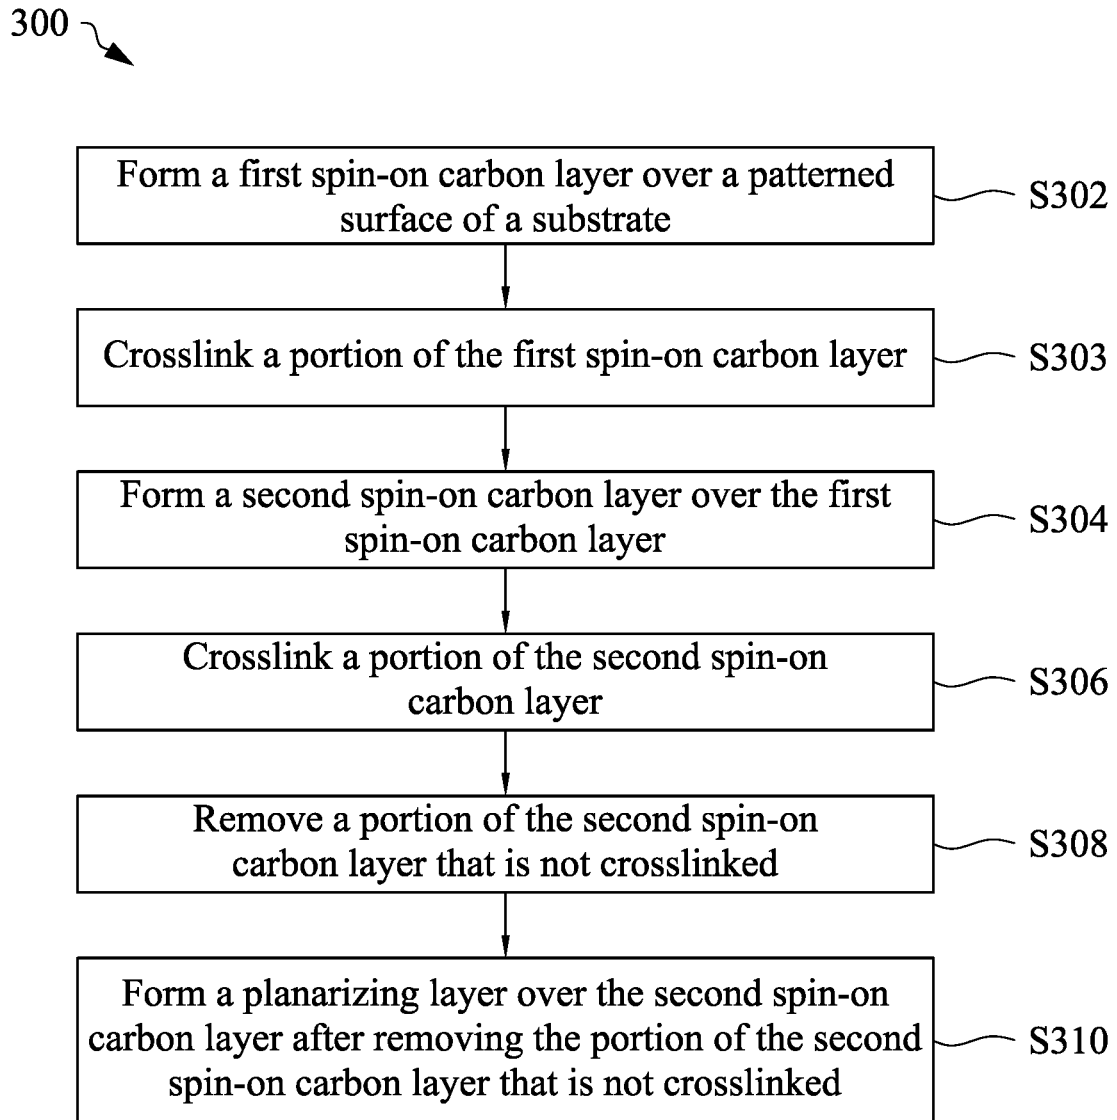 300
Form a first spin-on carbon layer over a patterned
surface of a substrate
S302
Crosslink a portion of the first spin-on carbon layer
S303
Form a second spin-on carbon layer over the first
spin-on carbon layer
S304
Crosslink a portion of the second spin-on
carbon layer
S306
Remove a portion of the second spin-on
carbon layer that is not crosslinked
S308
Form a planarizing layer over the second spin-on
carbon layer after removing the portion of the second
spin-on carbon layer that is not crosslinked
S310